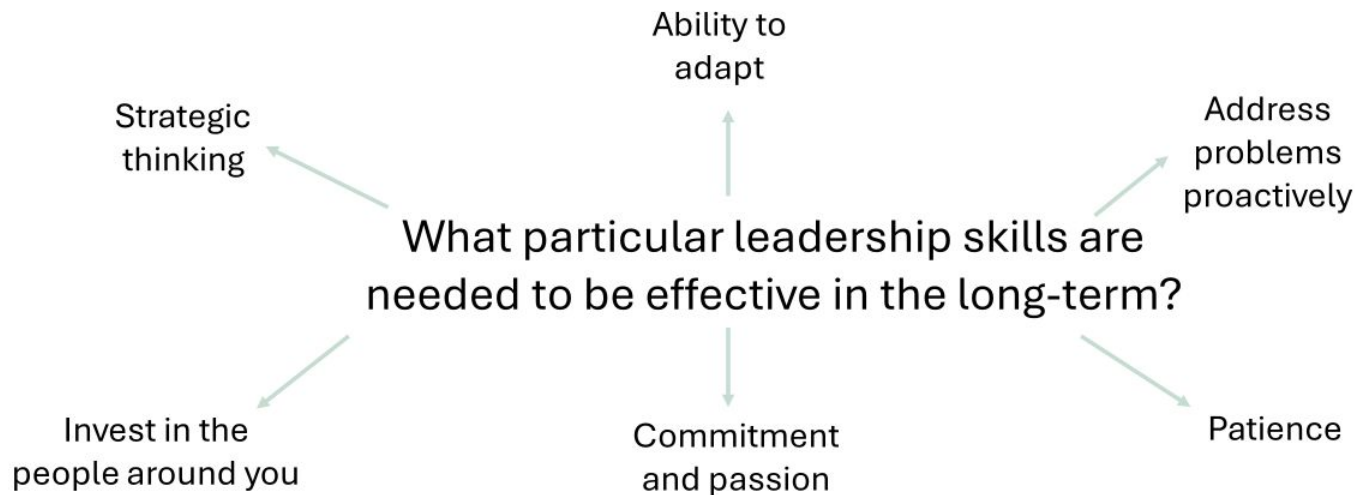 Ability to
adapt
Strategic
thinking
Address
problems
proactively
What particular leadership skills are
needed to be effective in the long-term?
Invest in the
people around you
Commitment
and passion
Patience